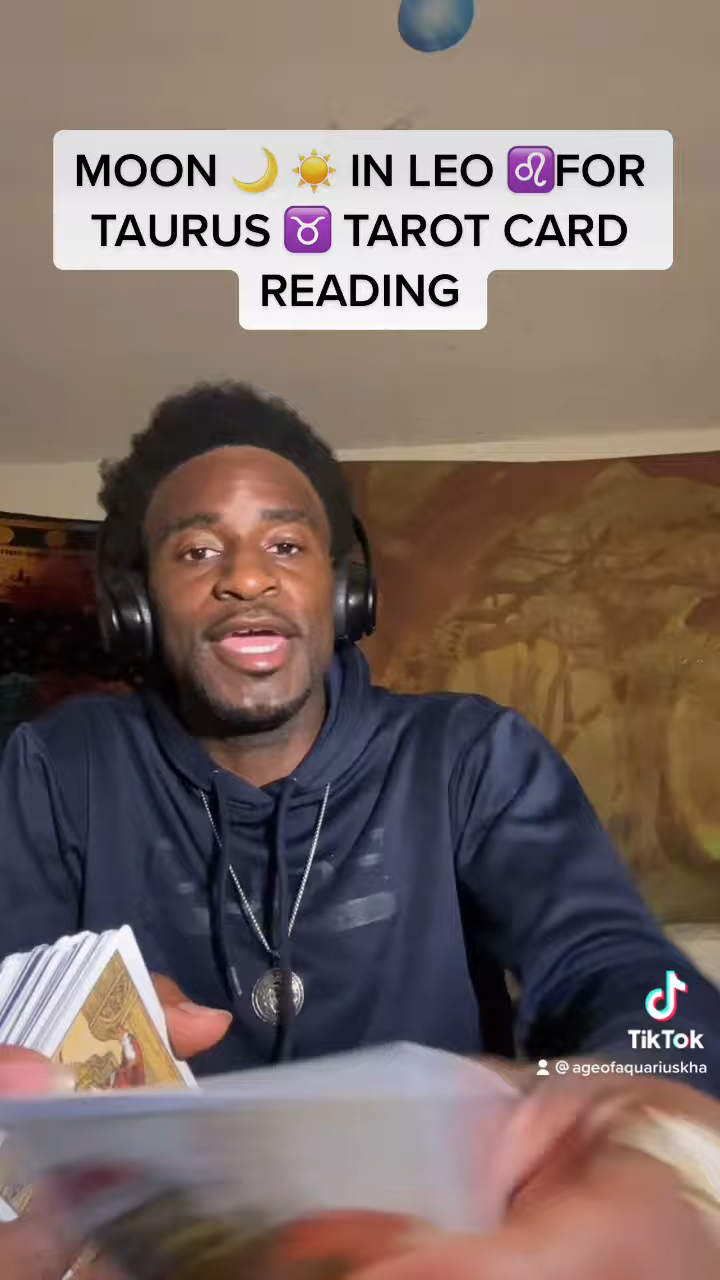 MOON 🌙 ☀️ IN LEO ♌FOR
TAURUS ♉ TAROT CARD
READING
TikTok
@ageofaquariuskha